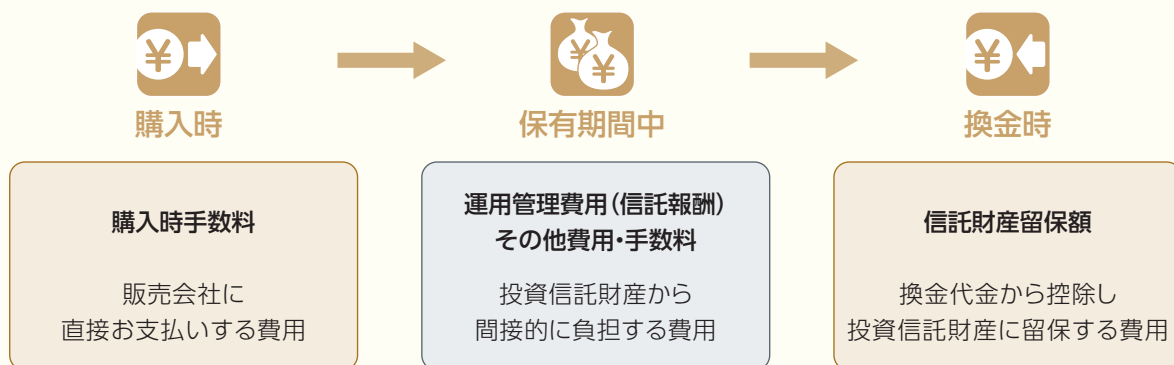 ¥
¥
¥
¥
購入時
保有期間中
換金時
購入時手数料
販売会社に
直接お支払いする費用
運用管理費用(信託報酬)
その他費用・手数料
投資信託財産から
間接的に負担する費用
信託財産留保額
換金代金から控除し
投資信託財産に留保する費用